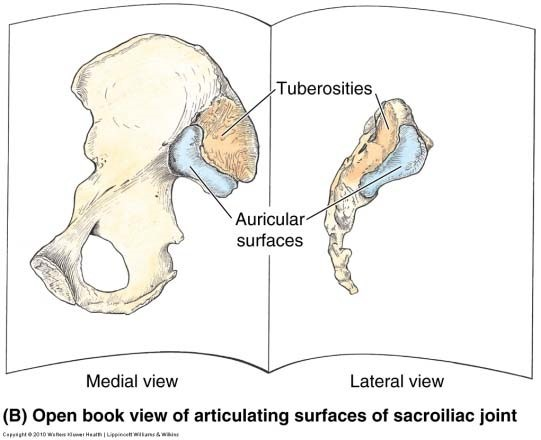 Tuberosities
Auricular
surfaces
Medial view
Lateral view
(B) Open book view of articulating surfaces of sacroiliac joint
Copyright © 2010 Wolters Kluwer Health | Lippincott Williams & Wilkins